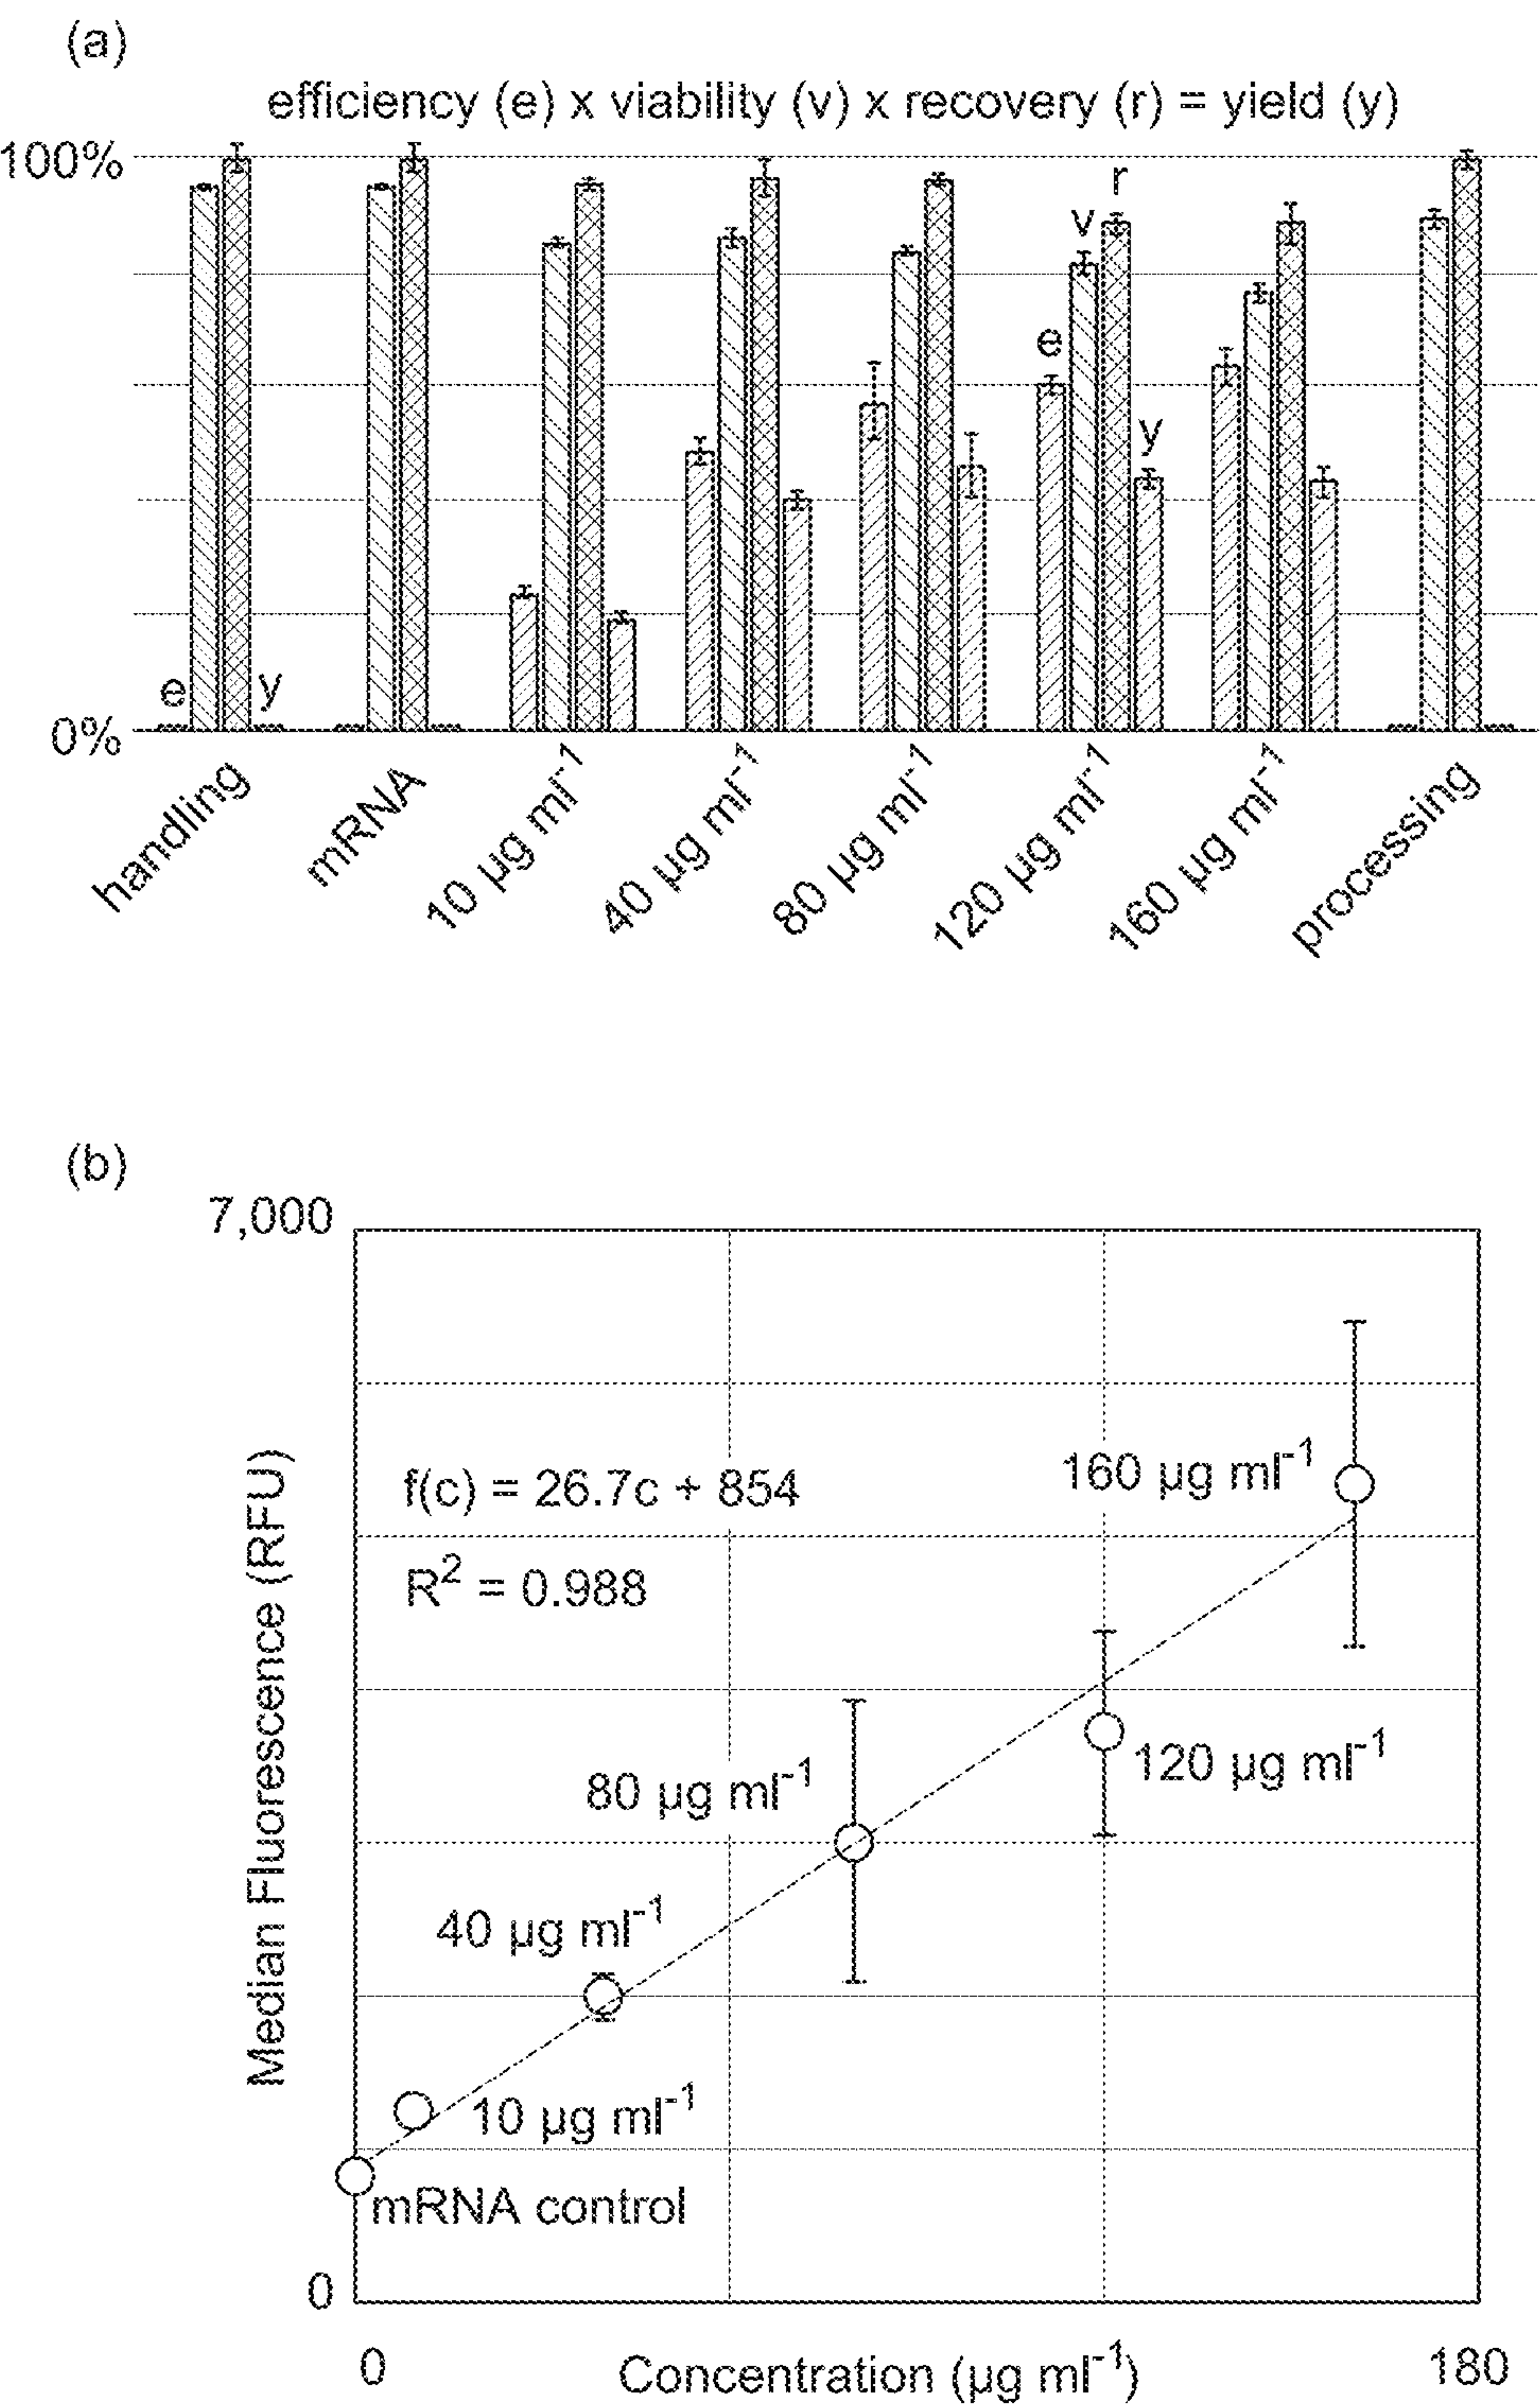 (a)
efficiency (e) x viability (v) x recovery (r) = yield (y)
100%
r
v
e
y
e
y
0%
handling
mRNA
10 µg ml-1
40 µg ml-1
80 µg ml-1
120 µg ml-1
160 µg ml-1
processing
(b)
7,000
f(c) = 26.7c + 854
160 µg ml-1
R2 = 0.988
Median Fluorescence (RFU)
80 µg ml-1
120 µg ml-1
40 µg ml-1
10 µg ml-1
mRNA control
0
0
Concentration (µg ml-1)
180